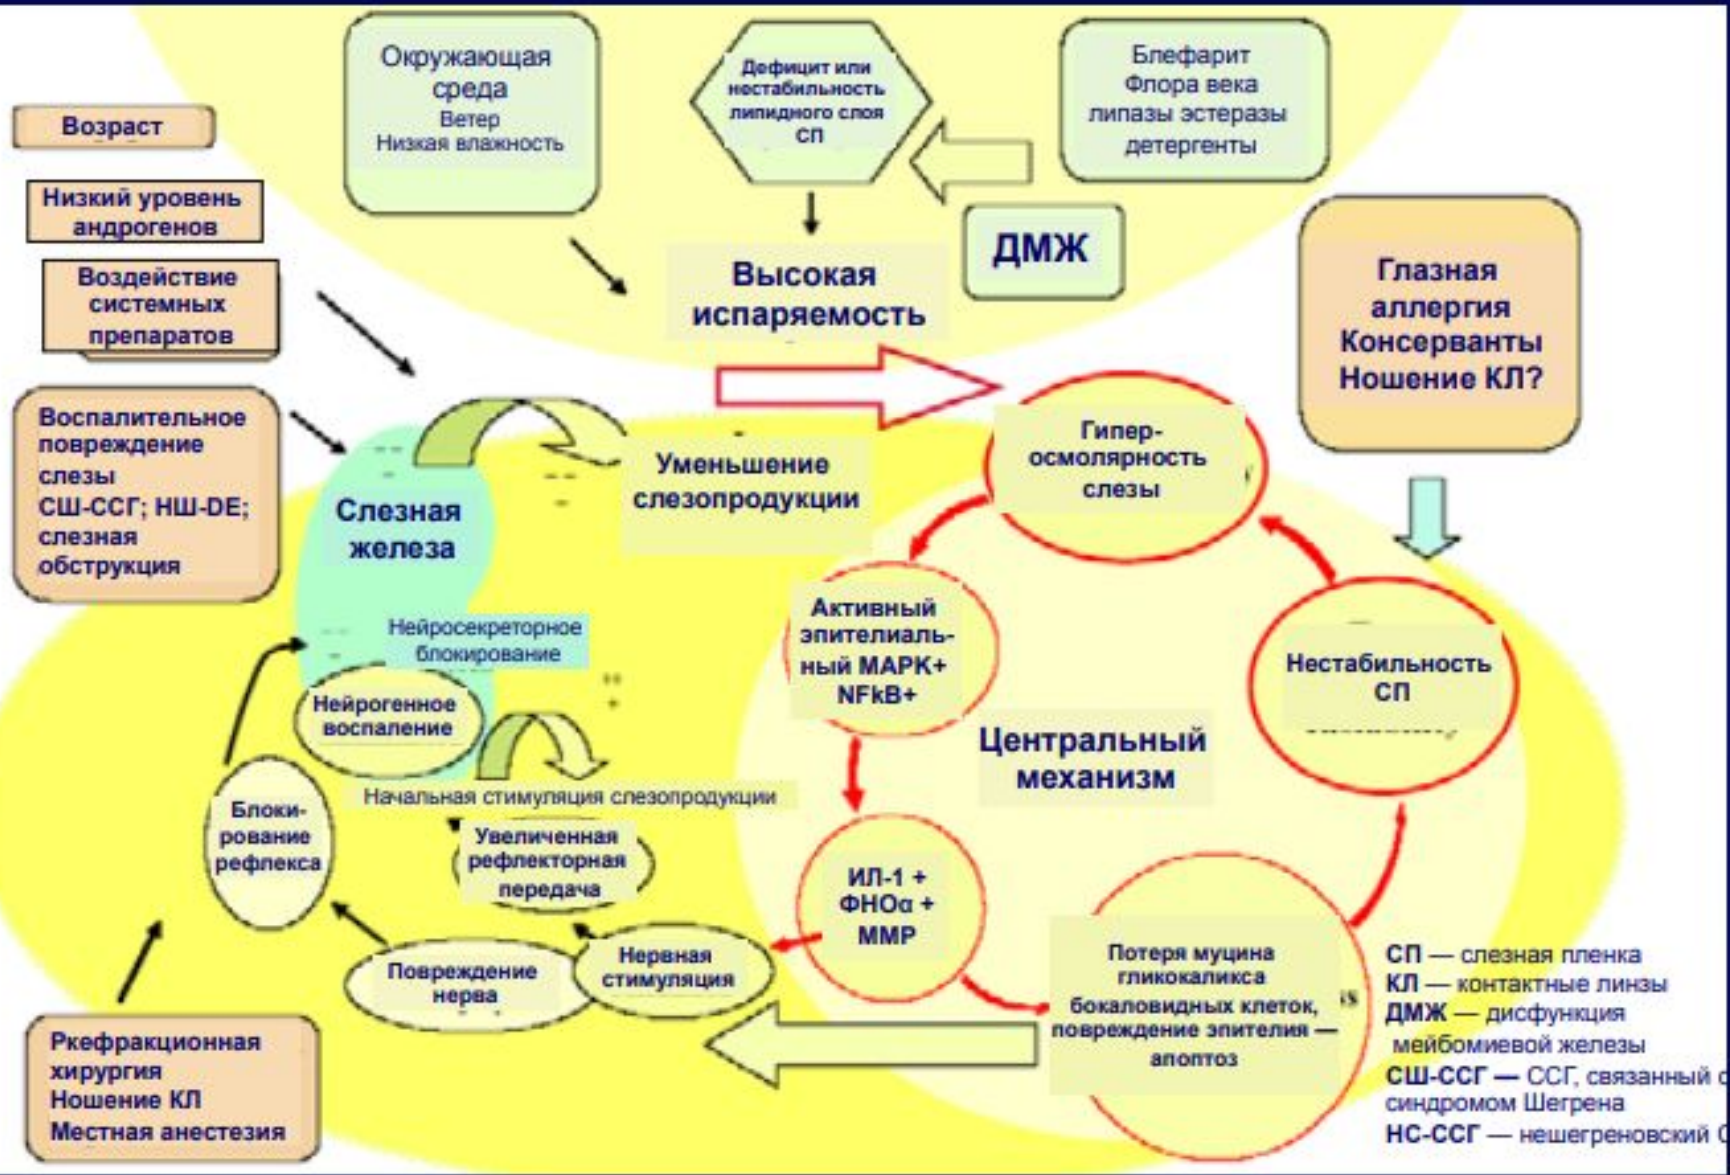 Окружающая
среда
Ветер
Низкая влажность
Дефицит или
нестабильность
липидного слоя
СП
Блефарит
Флора века
липазы эстеразы
детергенты
Возраст
Низкий уровень
андрогенов
Воздействие
системных
препаратов
Высокая
испаряемость
ДМЖ
Глазная
аллергия
Консерванты
Ношение КЛ?
Воспалительное
повреждение
слезы
СШ-ССГ; НШ-DE;
слезная
обструкция
Слезная
железа
Уменьшение
слезопродукции
Гипер-
осмолярность
слезы
Нейросекреторное
блокирование
Нейрогенное
воспаление
Активный
эпителиаль-
ный МАРК+
NFkB+
Нестабильность
СП
Центральный
механизм
Начальная стимуляция слезопродукции
Блоки-
рование
рефлекса
Увеличенная
рефлекторная
передача
ИЛ-1 +
ФНОα +
ММР
Повреждение
нерва
Нервная
стимуляция
Потеря муцина
гликокаликса
бокаловидных клеток,
повреждение эпителия —
апоптоз
ss
Ркефракционная
хирургия
Ношение КЛ
Местная анестезия
СП — слезная пленка
КЛ — контактные линзы
ДМЖ — дисфункция
мейбомиевой железы
СШ-ССГ — ССГ, связанный с
синдромом Шегрена
НС-ССГ — нешегреновский